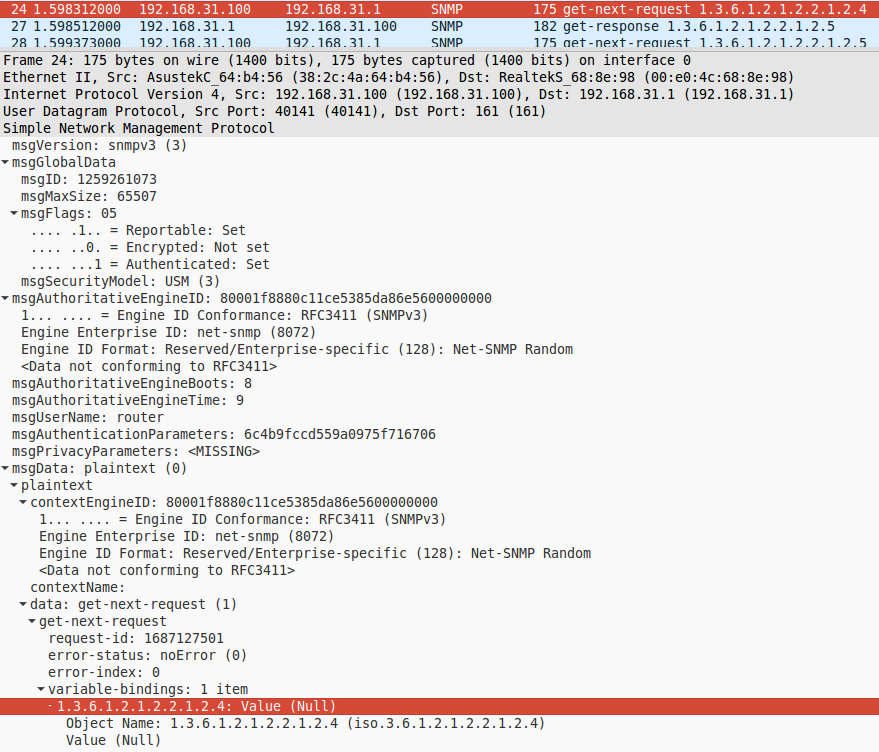 24 1.598312000 192.168.31.100 192.168.31.1 SNMP 175 get-next-request 1.3.6.1.2.1.2.2.1.2.4
27 1.598512000 192.168.31.1 192.168.31.100 SNMP 182 get-response 1.3.6.1.2.1.2.2.1.2.5
28 1.599373000 192.168.31.100 192.168.31.1 SNMP 175 get-next-request 1.3.6.1.2.1.2.2.1.2.5
Frame 24: 175 bytes on wire (1400 bits), 175 bytes captured (1400 bits) on interface 0
Ethernet II, Src: AsustekC_64:b4:56 (38:2c:4a:64:b4:56), Dst: RealtekS_68:8e:98 (00:e0:4c:68:8e:98)
Internet Protocol Version 4, Src: 192.168.31.100 (192.168.31.100), Dst: 192.168.31.1 (192.168.31.1)
User Datagram Protocol, Src Port: 40141 (40141), Dst Port: 161 (161)
Simple Network Management Protocol
msgVersion: snmpv3 (3)
msgGlobalData
msgID: 1259261073
msgMaxSize: 65507
msgFlags: 05
.... .1.. = Reportable: Set
.... ..0. = Encrypted: Not set
.... ...1 = Authenticated: Set
msgSecurityModel: USM (3)
msgAuthoritativeEngineID: 80001f8880c11ce5385da86e5600000000
1... .... = Engine ID Conformance: RFC3411 (SNMPv3)
Engine Enterprise ID: net-snmp (8072)
Engine ID Format: Reserved/Enterprise-specific (128): Net-SNMP Random
<Data not conforming to RFC3411>
msgAuthoritativeEngineBoots: 8
msgAuthoritativeEngineTime: 9
msgUserName: router
msgAuthenticationParameters: 6c4b9fccd559a0975f716706
msgPrivacyParameters: <MISSING>
msgData: plaintext (0)
plaintext
contextEngineID: 80001f8880c11ce5385da86e5600000000
1... .... = Engine ID Conformance: RFC3411 (SNMPv3)
Engine Enterprise ID: net-snmp (8072)
Engine ID Format: Reserved/Enterprise-specific (128): Net-SNMP Random
<Data not conforming to RFC3411>
contextName:
data: get-next-request (1)
get-next-request
request-id: 1687127501
error-status: noError (0)
error-index: 0
variable-bindings: 1 item
1.3.6.1.2.1.2.2.1.2.4: Value (Null)
Object Name: 1.3.6.1.2.1.2.2.1.2.4 (iso.3.6.1.2.1.2.2.1.2.4)
Value (Null)